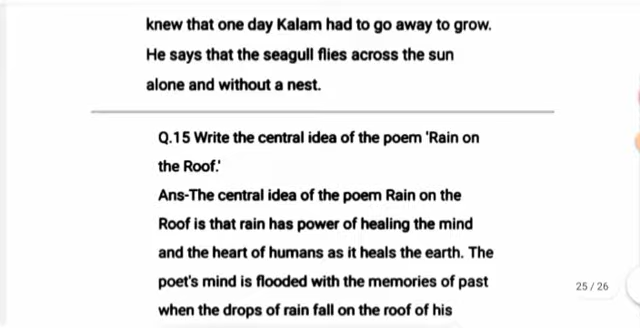 knew that one day Kalam had to go away to grow.
He says that the seagull flies across the sun
alone and without a nest.
Q.15 Write the central idea of the poem 'Rain on
the Roof.'
Ans-The central idea of the poem Rain on the
Roof is that rain has power of healing the mind
and the heart of humans as it heals the earth. The
poet's mind is flooded with the memories of past
25 / 26
when the drops of rain fall on the roof of his